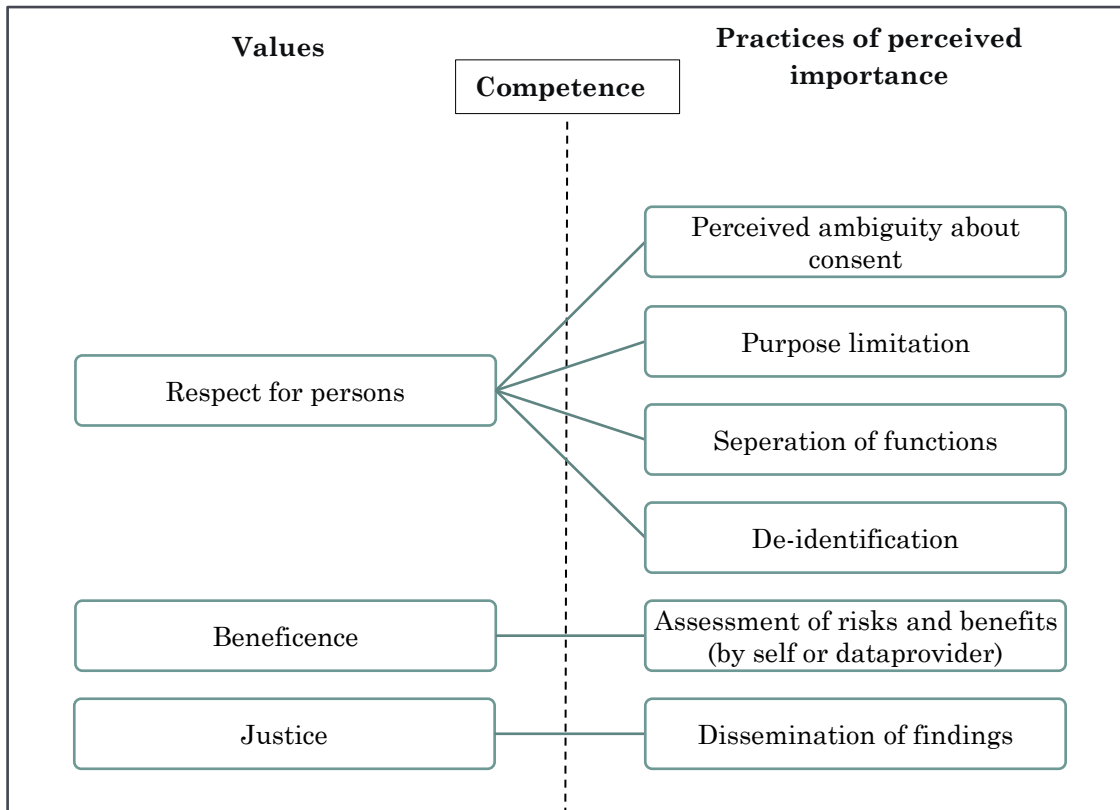 Values
Practices of perceived
importance
Competence
Perceived ambiguity about
consent
Purpose limitation
Respect for persons
Seperation of functions
De-identification
Beneficence
Assessment of risks and benefits
(by self or dataprovider)
Justice
Dissemination of findings